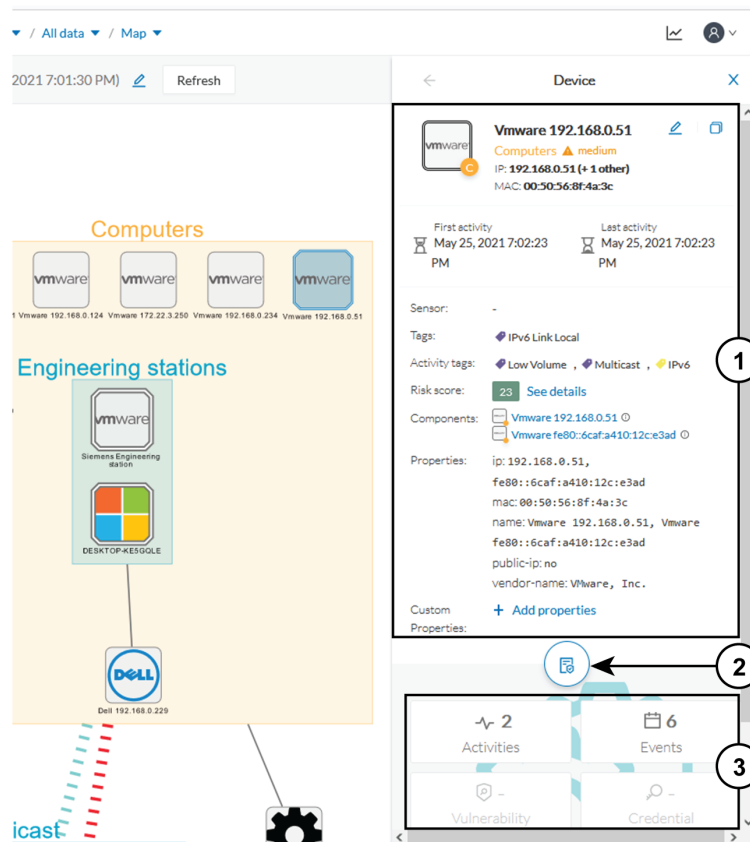 / All data / Map
2021 7:01:30 PM) Refresh
Device
Computers
vmware
vmware
vmware
vmware
1 Vmware 192.168.0.124 Vmware 172.22.3.250 Vmware 192.168.0.234 Vmware 192.168.0.51
Engineering stations
vmware
Siemens Engineering
station
DESKTOP-KE5GQLE
DELL
Dell 192.168.0.229
icast
vmware
C
Vmware 192.168.0.51
Computers medium
IP: 192.168.0.51 (+ 1 other)
MAC: 00:50:56:8f:4a:3c
First activity
May 25, 2021 7:02:23
PM
Last activity
May 25, 2021 7:02:23
PM
Sensor: -
Tags: IPv6 Link Local
Activity tags: Low Volume , Multicast , IPv6
Risk score: 23 See details
Components: Vmware 192.168.0.51
Vmware fe80::6caf:a410:12c:e3ad
Properties: ip: 192.168.0.51,
fe80::6caf:a410:12c:e3ad
mac: 00:50:56:8f:4a:3c
name: Vmware 192.168.0.51, Vmware
fe80::6caf:a410:12c:e3ad
public-ip: no
vendor-name: VMware, Inc.
Custom + Add properties
Properties:
1
2
2
Activities
6
Events
3
-
Vulnerability
-
Credential